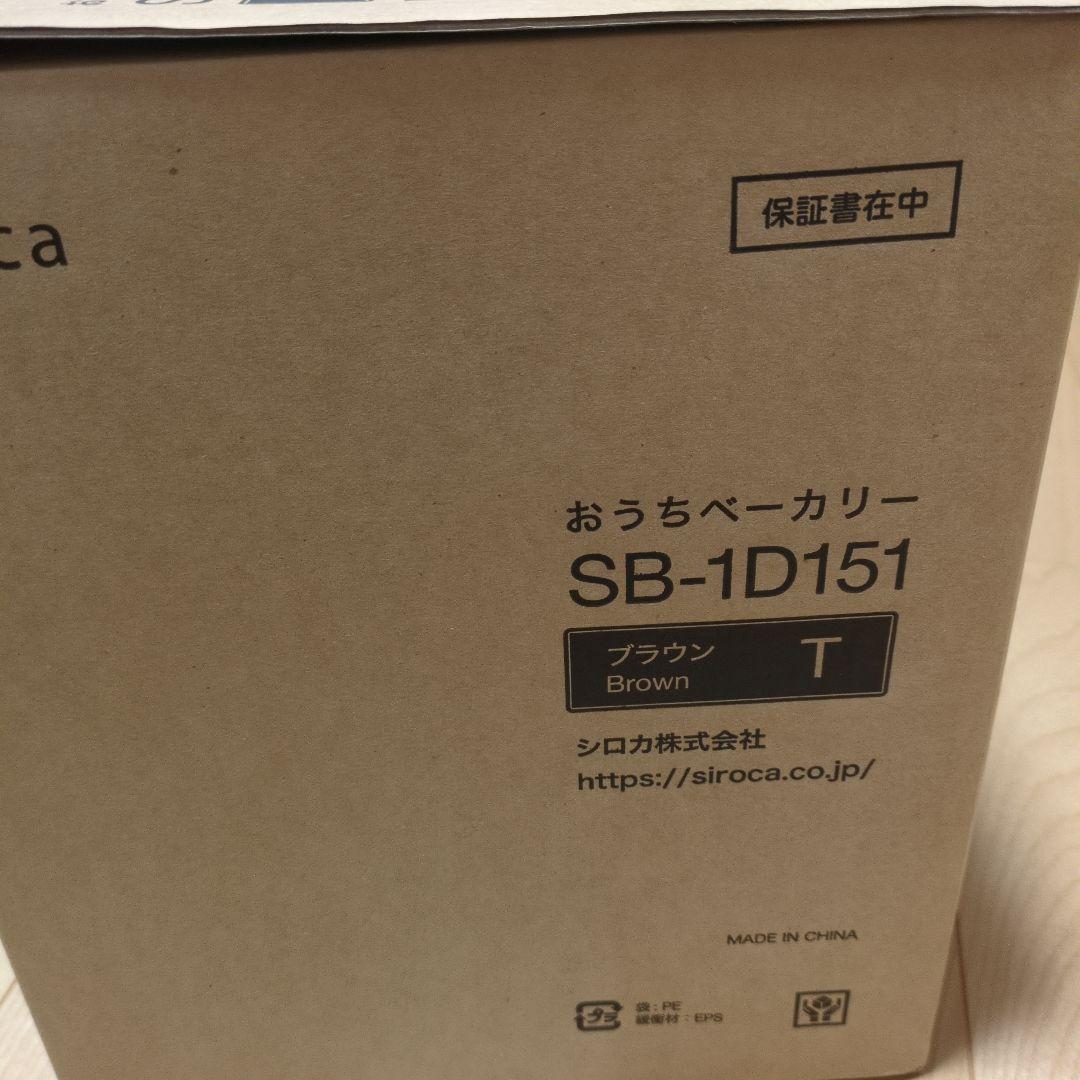 保証書在中
ca
おうちベーカリー
SB-1D151
ブラウン T
Brown
シロカ株式会社
https://siroca.co.jp/
MADE IN CHINA
プラ
袋：PE
緩衝材：EPS